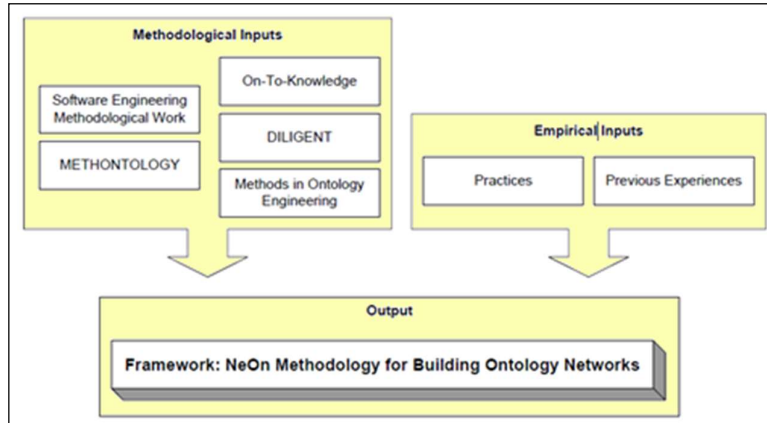 Methodological Inputs
Software Engineering
Methodological Work
METHONTOLOGY
On-To-Knowledge
DILIGENT
Methods in Ontology
Engineering
Empirical Inputs
Practices
Previous Experiences
Output
Framework: NeOn Methodology for Building Ontology Networks